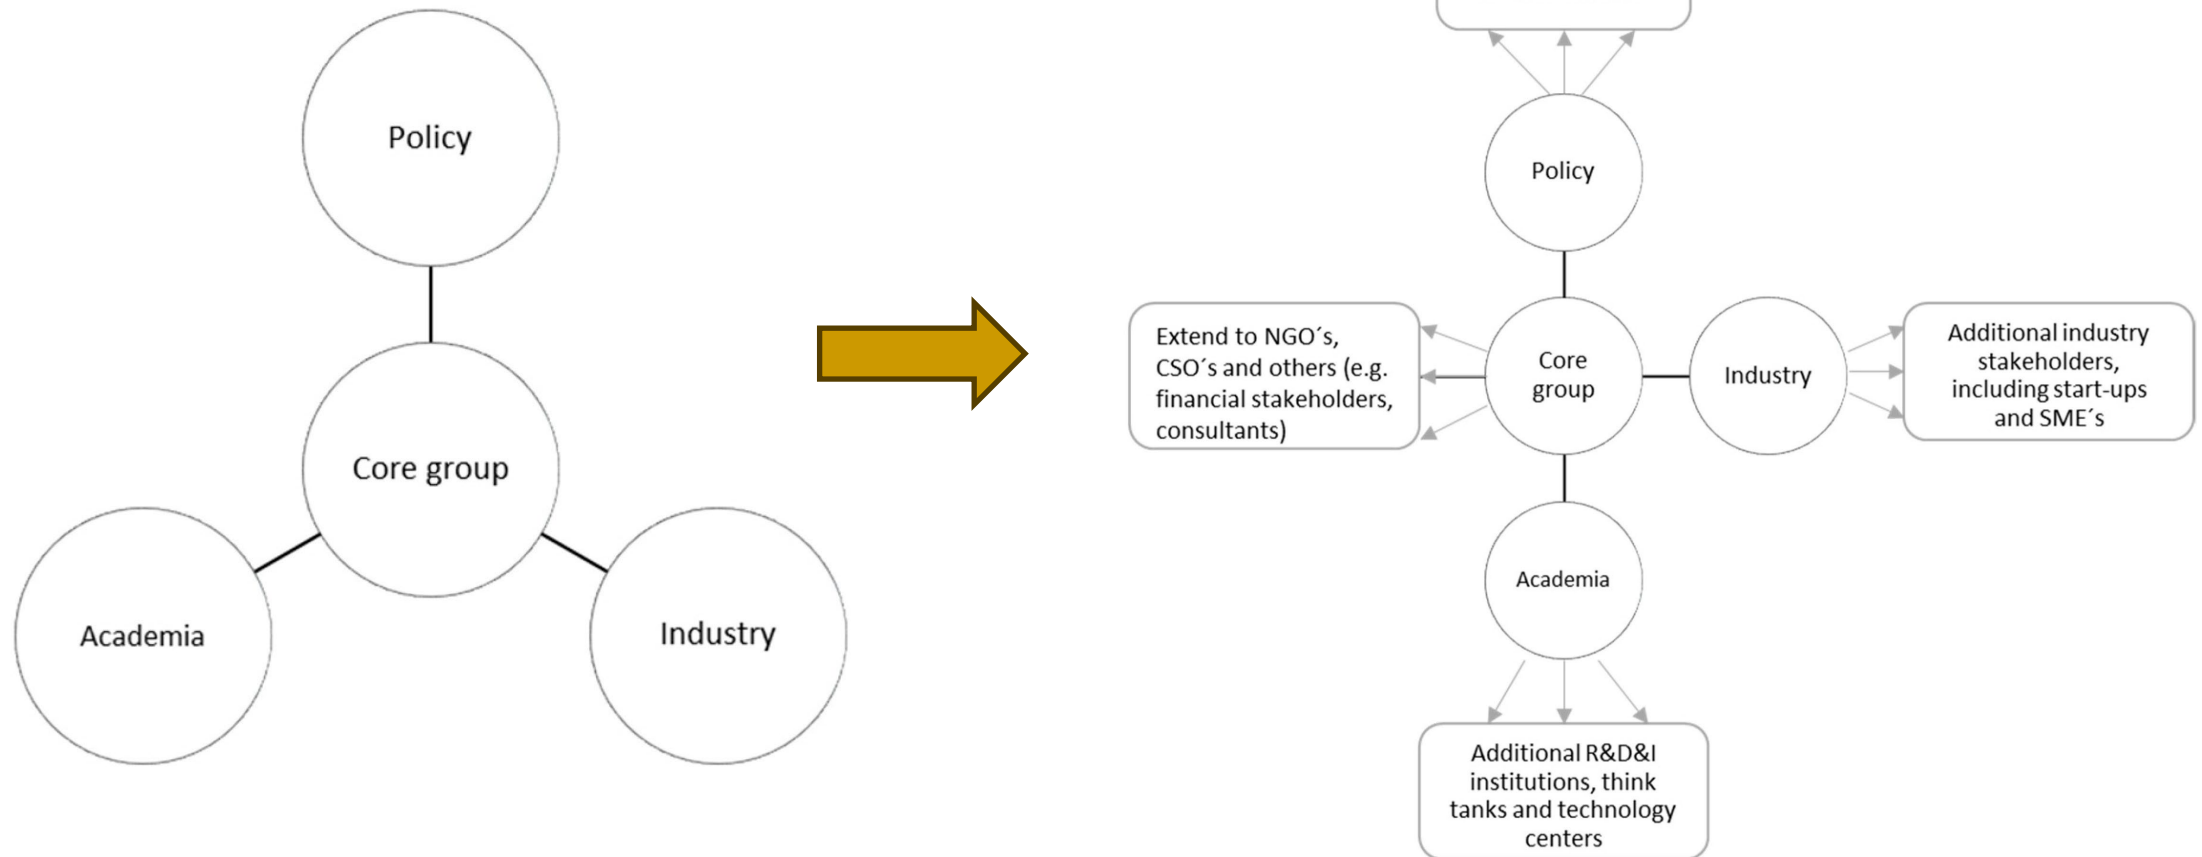 Policy
Core group
Academia
Industry
Policy
Extend to NGO´s,
CSO´s and others (e.g.
financial stakeholders,
consultants)
Core
group
Industry
Additional industry
stakeholders,
including start-ups
and SME´s
Academia
Additional R&D&I
institutions, think
tanks and technology
centers